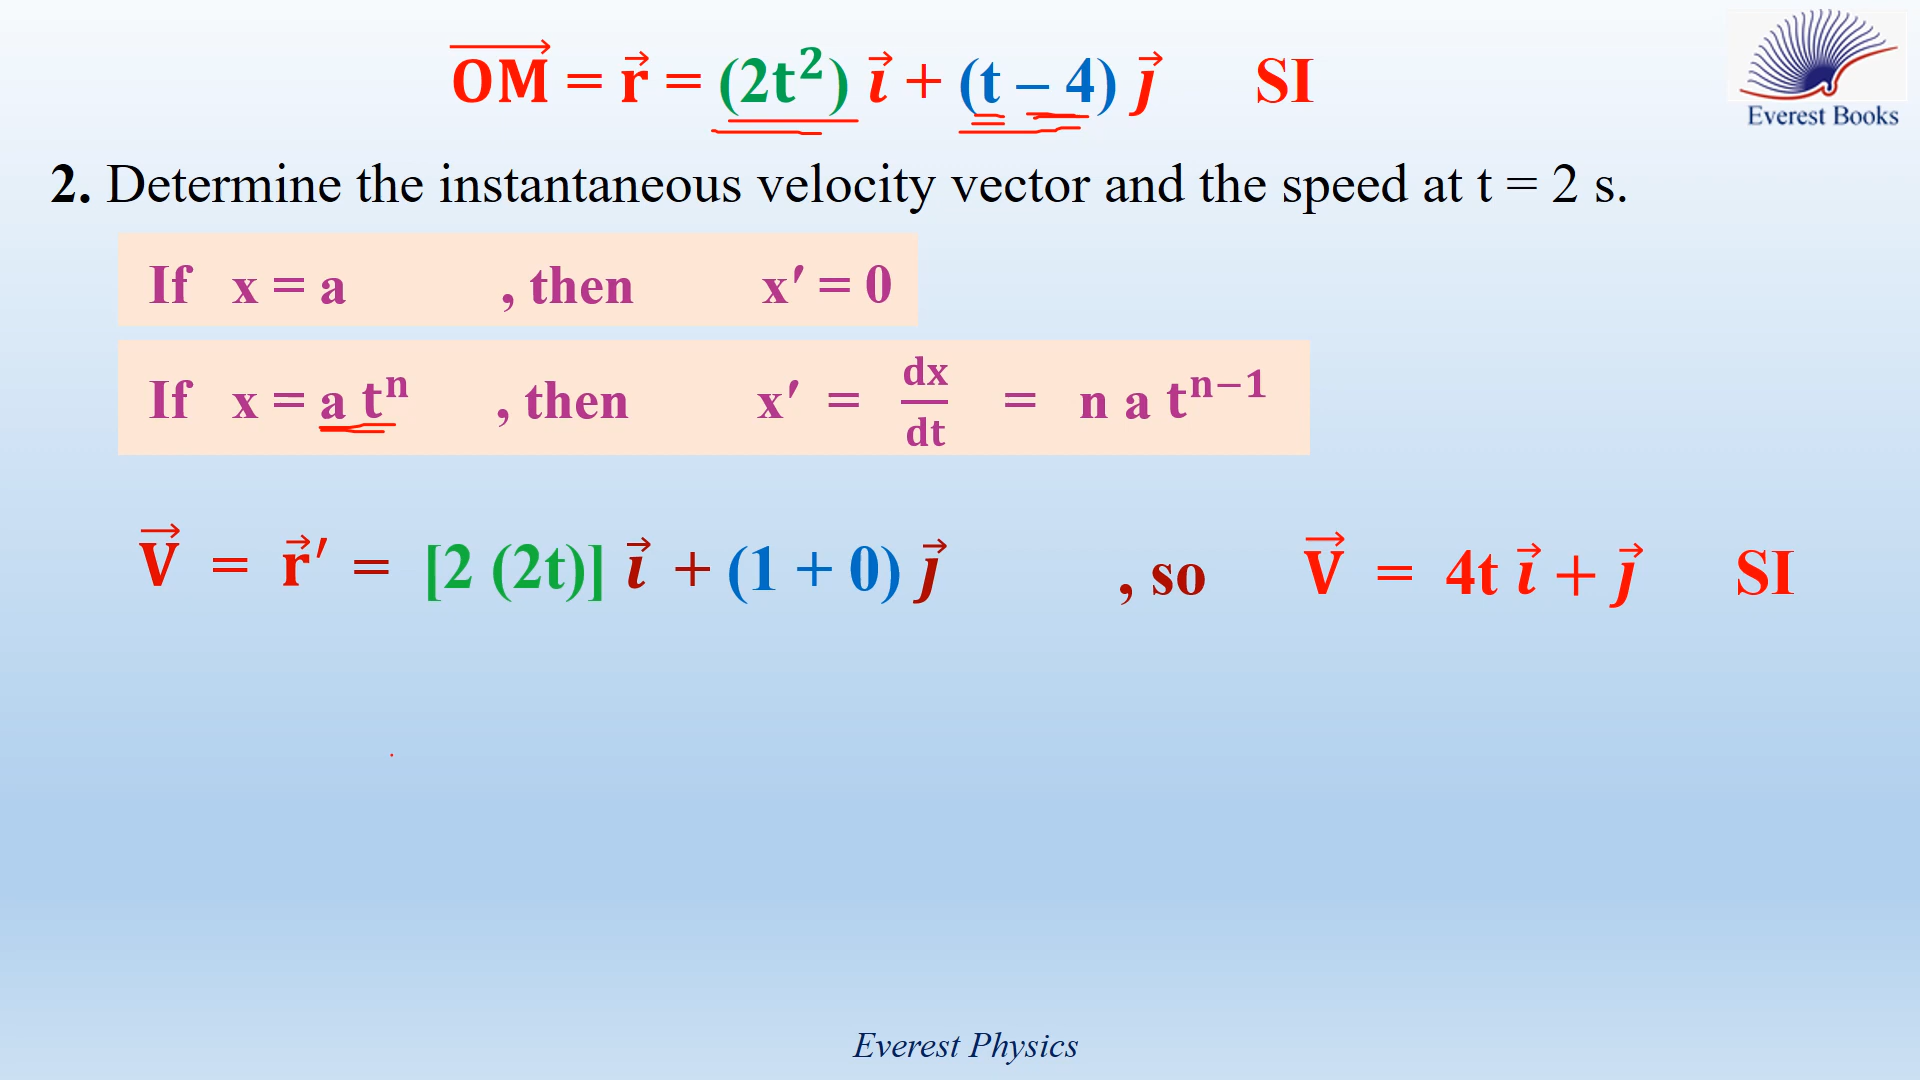 OM⃗ = r⃗ = (2t²) i⃗ + (t – 4) j⃗ SI
Everest Books
2. Determine the instantaneous velocity vector and the speed at t = 2 s.
If x = a , then x′ = 0
If x = a tⁿ , then x′ = dx/dt = n a tⁿ⁻¹
V⃗ = r⃗′ = [2 (2t)] i⃗ + (1 + 0) j⃗ , so V⃗ = 4t i⃗ + j⃗ SI
Everest Physics